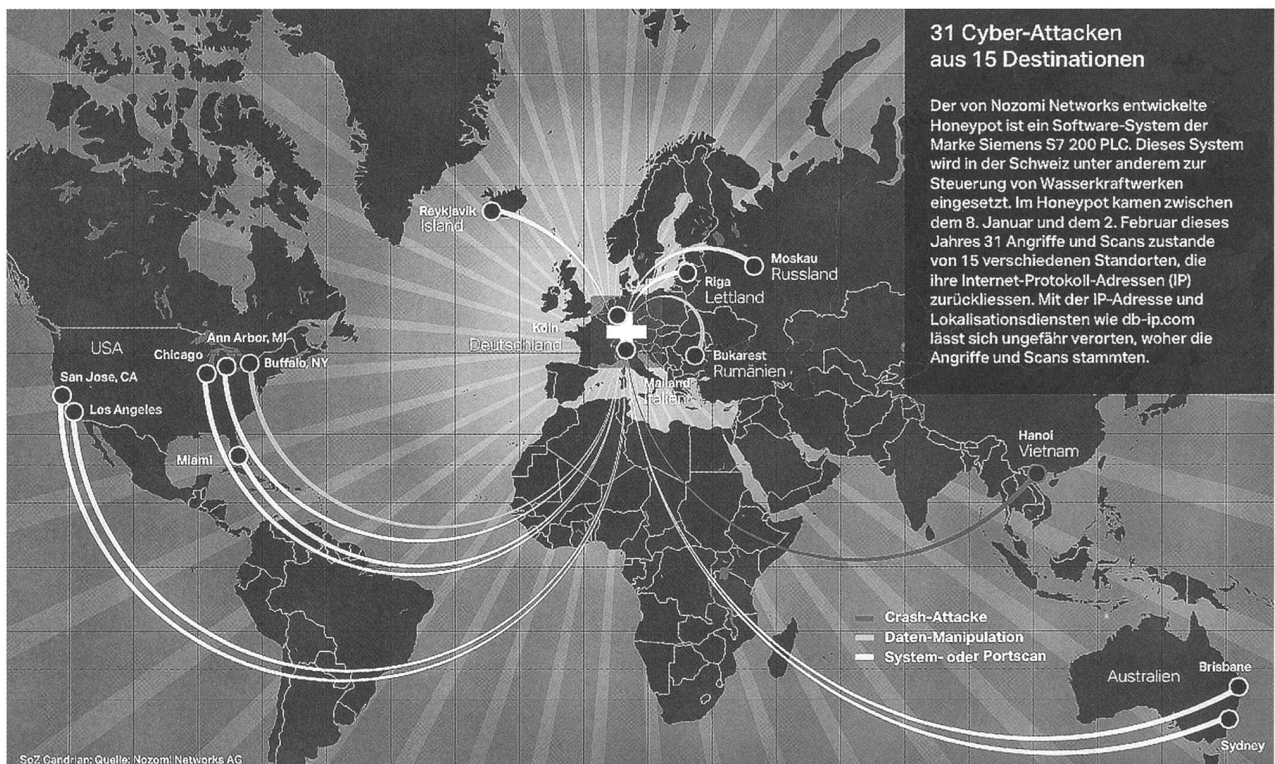 31 Cyber-Attacken
aus 15 Destinationen
Der von Nozomi Networks entwickelte
Honeypot ist ein Software-System der
Marke Siemens S7 200 PLC. Dieses System
wird in der Schweiz unter anderem zur
Steuerung von Wasserkraftwerken
eingesetzt. Im Honeypot kamen zwischen
dem 8. Januar und dem 2. Februar dieses
Jahres 31 Angriffe und Scans zustande
von 15 verschiedenen Standorten, die
ihre Internet-Protokoll-Adressen (IP)
zurückliessen. Mit der IP-Adresse und
Lokalisationsdiensten wie db-ip.com
lässt sich ungefähr verorten, woher die
Angriffe und Scans stammten.
Reykjavik
Island
Moskau
Russland
Riga
Lettland
Köln
Deutschland
Bukarest
Rumänien
Mailand
Italien
USA
Ann Arbor, MI
Chicago
Buffalo, NY
San Jose, CA
Los Angeles
Miami
Hanoi
Vietnam
Crash-Attacke
Daten-Manipulation
System- oder Portscan
Australien
Brisbane
Sydney
SoZ Candrian; Quelle: Nozomi Networks AG